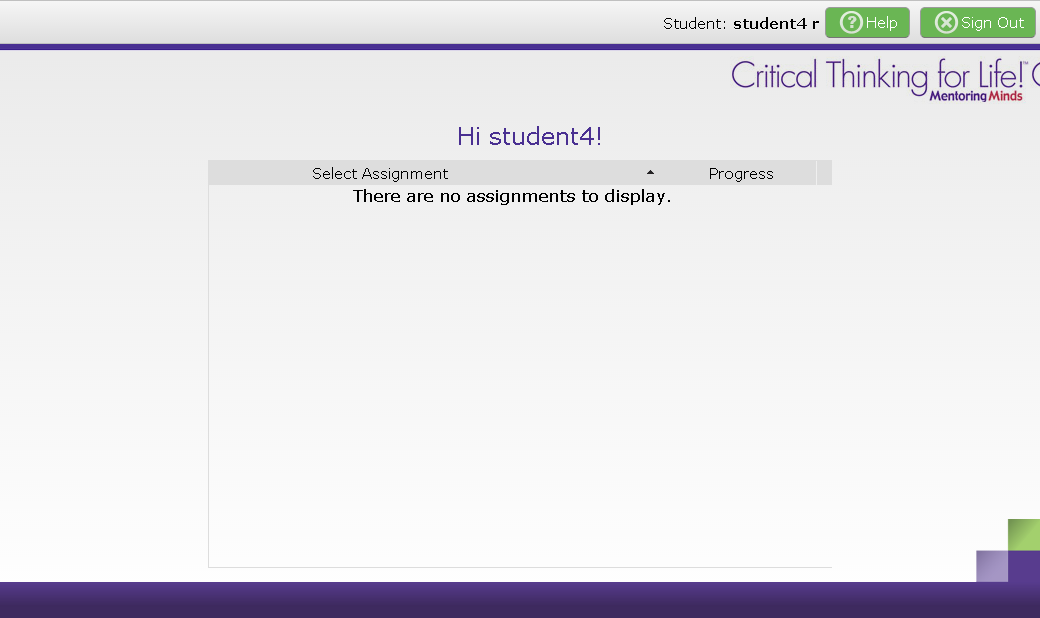 Student: student4 r Help Sign Out
Critical Thinking for Life!™
Mentoring Minds
Hi student4!
Select Assignment Progress
There are no assignments to display.